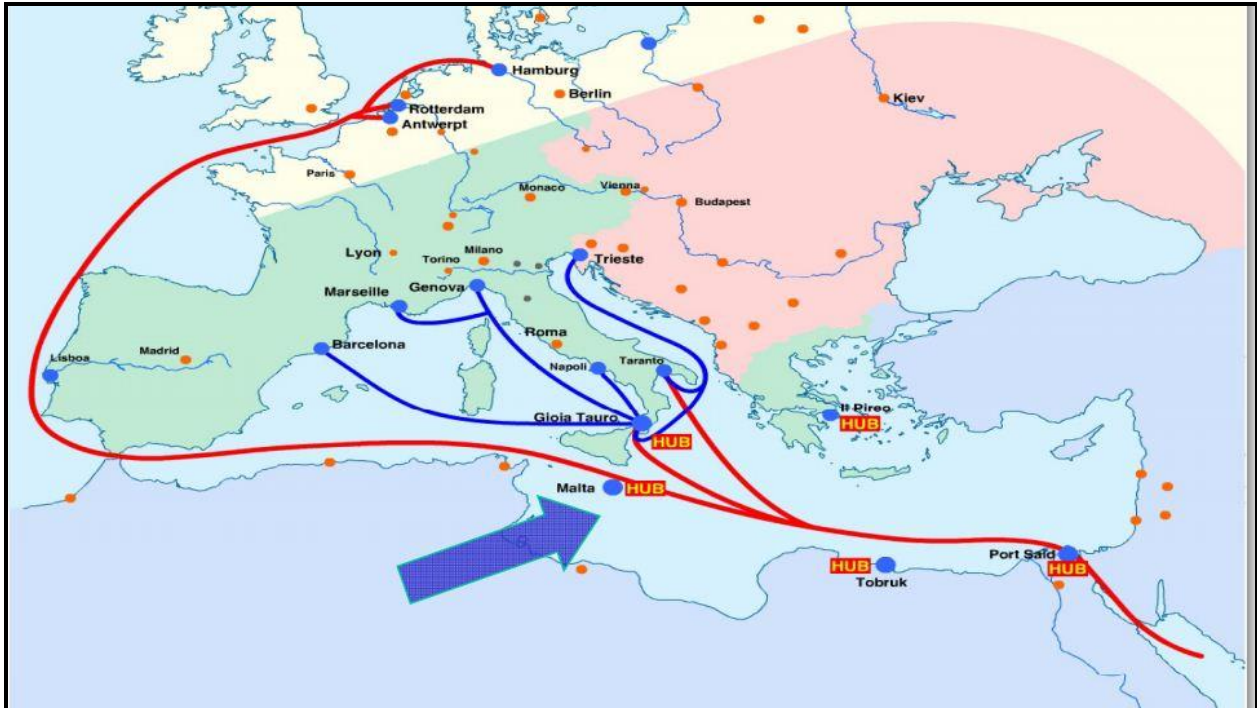 Hamburg
Berlin
Kiev
Rotterdam
Antwerpt
Paris
Monaco
Vienna
Budapest
Lyon
Torino
Milano
Trieste
Marseille
Genova
Roma
Barcelona
Madrid
Lisboa
Napoli
Taranto
Gioia Tauro
HUB
Il Pireo
HUB
Malta
HUB
Port Said
HUB
HUB
Tobruk